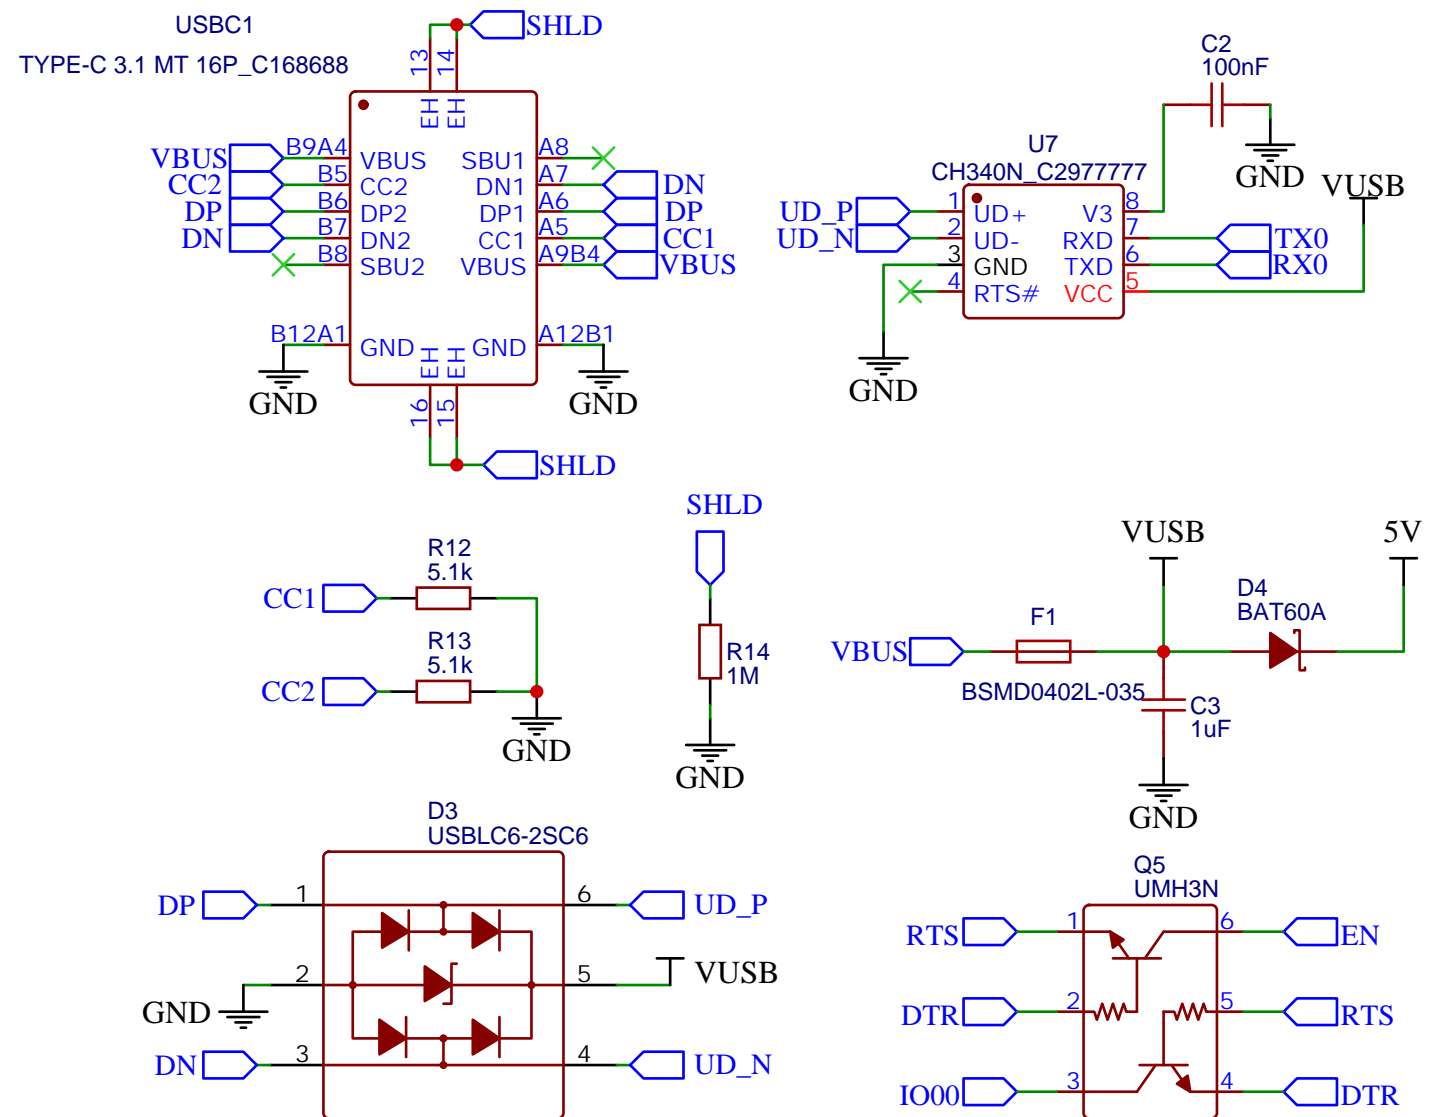 USBC1
TYPE-C 3.1 MT 16P_C168688
SHLD
13
14
EH
EH
VBUS
B9A4
VBUS
SBU1
A8
CC2
B5
CC2
DN1
A7
DN
DP
B6
DP2
DP1
A6
DP
DN
B7
DN2
CC1
A5
CC1
B8
SBU2
VBUS
A9B4
VBUS
B12A1
GND
GND
A12B1
EH
EH
GND
GND
16
15
SHLD
C2
100nF
GND
U7
CH340N_C2977777
VUSB
UD_P
1
UD+
V3
8
UD_N
2
UD-
RXD
7
TX0
3
GND
TXD
6
RX0
4
RTS#
VCC
5
GND
R12
5.1k
CC1
R13
5.1k
CC2
GND
SHLD
R14
1M
GND
VUSB
5V
D4
BAT60A
F1
VBUS
BSMD0402L-035
C3
1uF
GND
D3
USBLC6-2SC6
DP
1
6
UD_P
2
5
VUSB
GND
DN
3
4
UD_N
Q5
UMH3N
RTS
1
6
EN
DTR
2
5
RTS
IO00
3
4
DTR